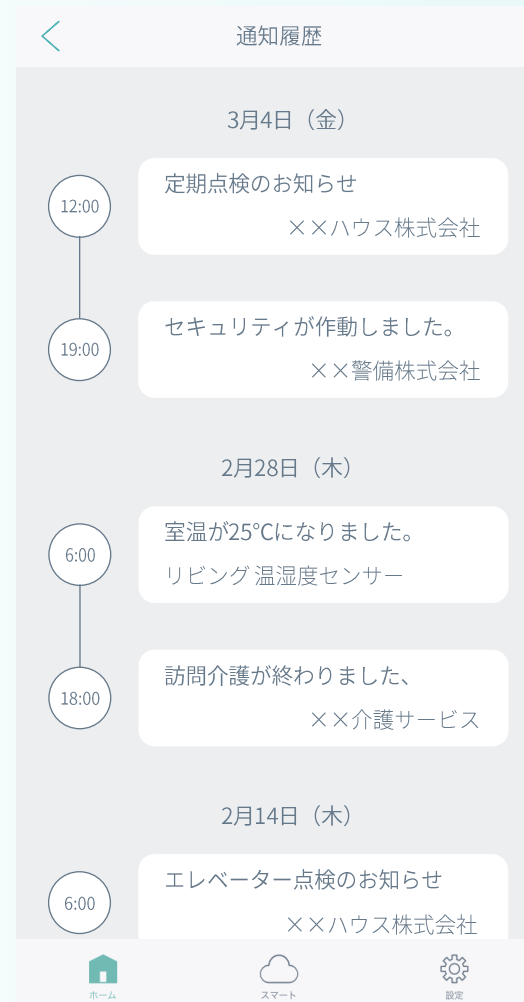 通知履歴
3月4日（金）
12:00
定期点検のお知らせ
××ハウス株式会社
19:00
セキュリティが作動しました。
××警備株式会社
2月28日（木）
6:00
室温が25℃になりました。
リビング 温湿度センサー
18:00
訪問介護が終わりました、
××介護サービス
2月14日（木）
6:00
エレベーター点検のお知らせ
××ハウス株式会社
ホーム
スマート
設定